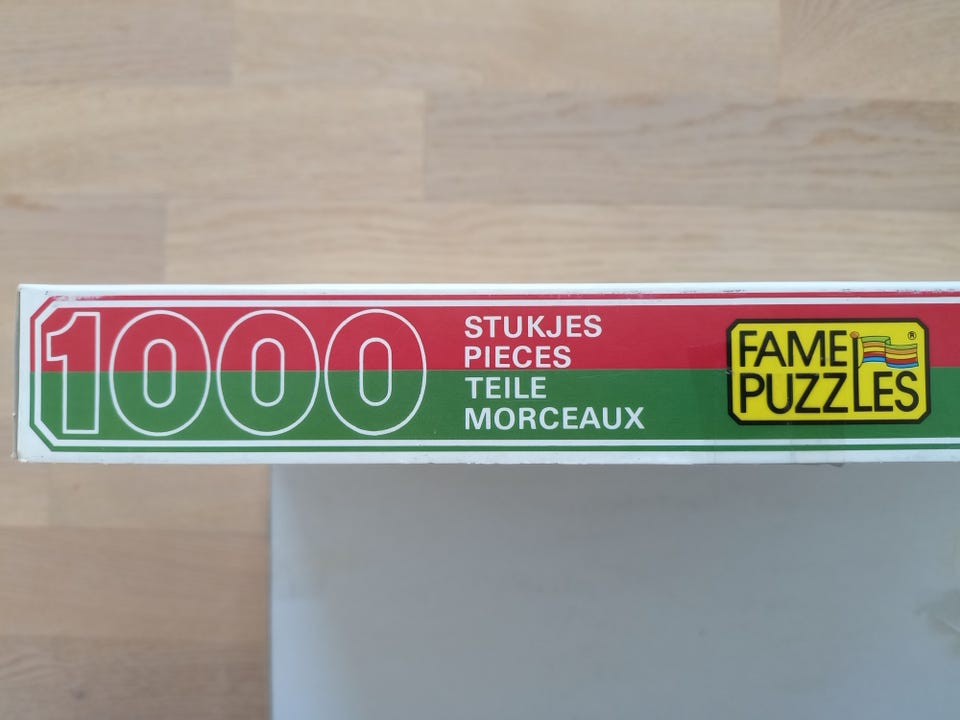 1000
STUKJES
PIECES
TEILE
MORCEAUX
FAME
PUZZLES
®